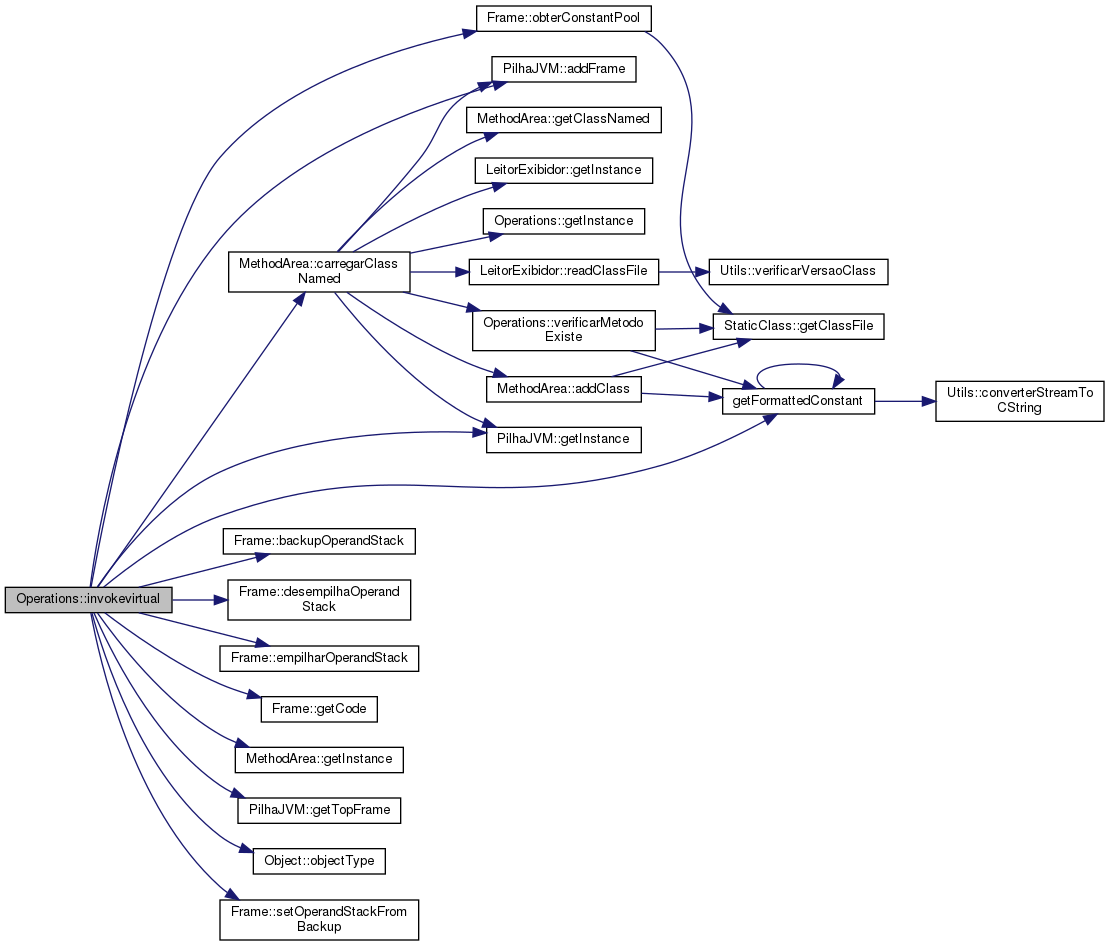 Frame::obterConstantPool
PilhaJVM::addFrame
MethodArea::getClassNamed
LeitorExibidor::getInstance
Operations::getInstance
MethodArea::carregarClass
Named
LeitorExibidor::readClassFile
Utils::verificarVersaoClass
Operations::verificarMetodo
Existe
StaticClass::getClassFile
MethodArea::addClass
getFormattedConstant
Utils::converterStreamTo
CString
PilhaJVM::getInstance
Frame::backupOperandStack
Operations::invokevirtual
Frame::desempilhaOperand
Stack
Frame::empilharOperandStack
Frame::getCode
MethodArea::getInstance
PilhaJVM::getTopFrame
Object::objectType
Frame::setOperandStackFrom
Backup